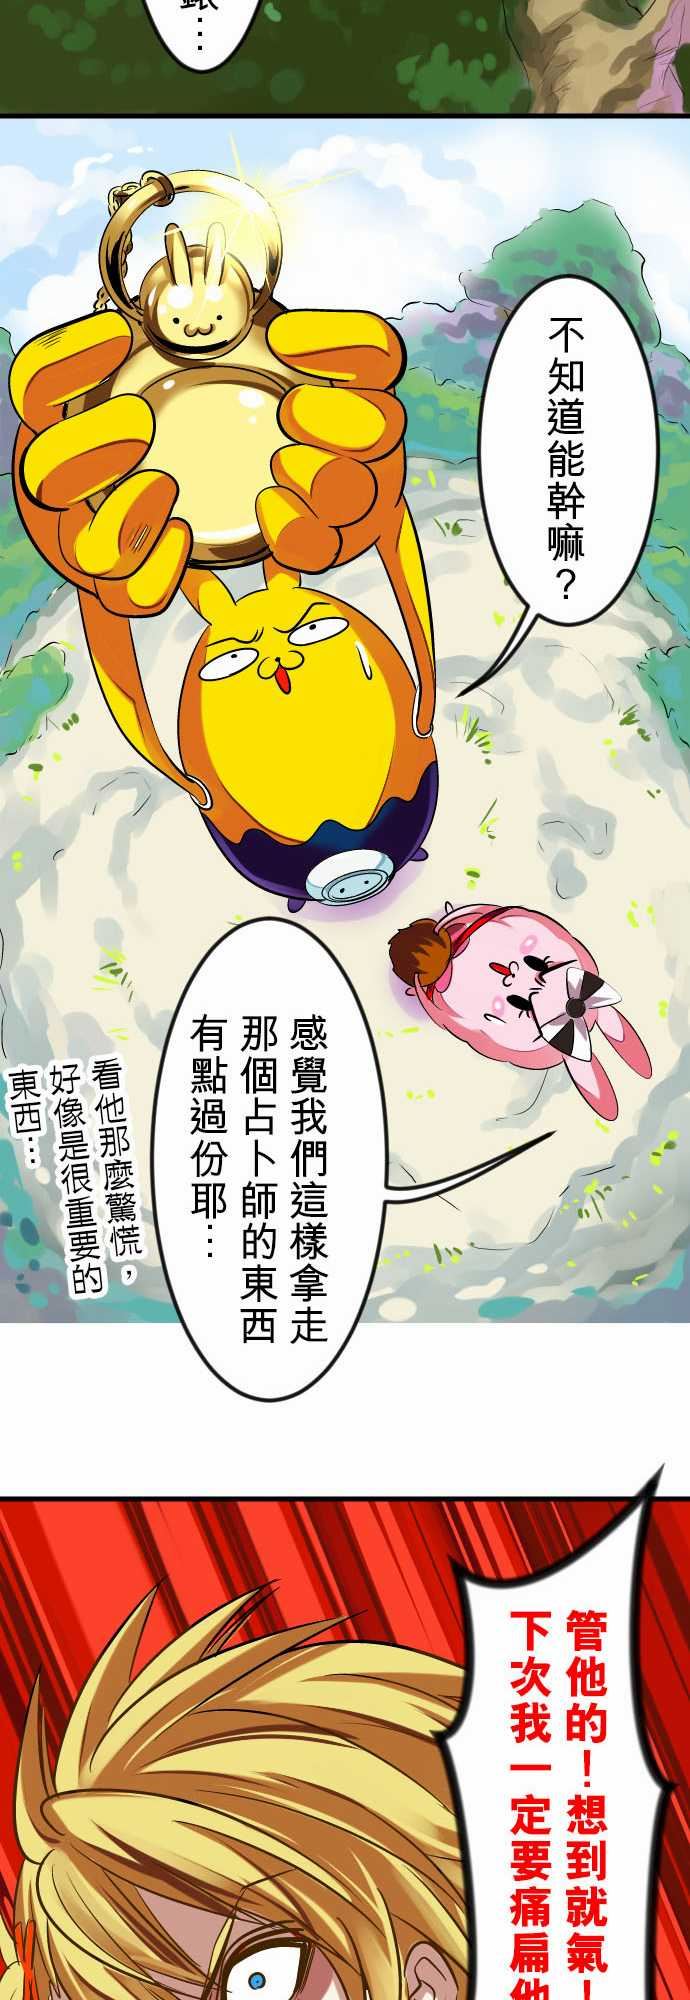 不知道能幹嘛？
感覺我們這樣拿走
那個占卜師的東西
有點過份耶…
看他那麼驚慌，
好像是很重要的
東西…
管他的！想到就氣！
下次我一定要痛扁他